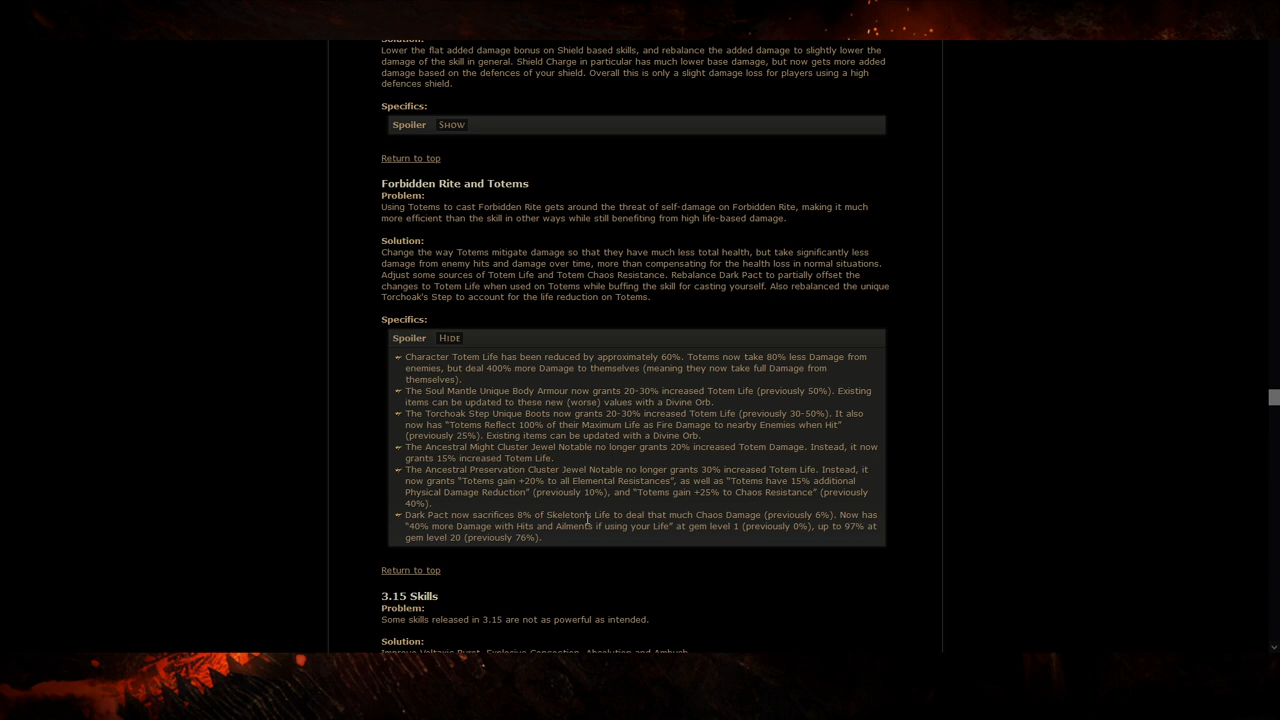 Solution:
Lower the flat added damage bonus on Shield based skills, and rebalance the added damage to slightly lower the
damage of the skill in general. Shield Charge in particular has much lower base damage, but now gets more added
damage based on the defences of your shield. Overall this is only a slight damage loss for players using a high
defences shield.
Specifics:
Spoiler Show
Return to top
Forbidden Rite and Totems
Problem:
Using Totems to cast Forbidden Rite gets around the threat of self-damage on Forbidden Rite, making it much
more efficient than the skill in other ways while still benefiting from high life-based damage.
Solution:
Change the way Totems mitigate damage so that they have much less total health, but take significantly less
damage from enemy hits and damage over time, more than compensating for the health loss in normal situations.
Adjust some sources of Totem Life and Totem Chaos Resistance. Rebalance Dark Pact to partially offset the
changes to Totem Life when used on Totems while buffing the skill for casting yourself. Also rebalanced the unique
Torchoak's Step to account for the life reduction on Totems.
Specifics:
Spoiler Hide
Character Totem Life has been reduced by approximately 60%. Totems now take 80% less Damage from
enemies, but deal 400% more Damage to themselves (meaning they now take full Damage from
themselves).
The Soul Mantle Unique Body Armour now grants 20-30% increased Totem Life (previously 50%). Existing
items can be updated to these new (worse) values with a Divine Orb.
The Torchoak Step Unique Boots now grants 20-30% increased Totem Life (previously 30-50%). It also
now has "Totems Reflect 100% of their Maximum Life as Fire Damage to nearby Enemies when Hit"
(previously 25%). Existing items can be updated with a Divine Orb.
The Ancestral Might Cluster Jewel Notable no longer grants 20% increased Totem Damage. Instead, it now
grants 15% increased Totem Life.
The Ancestral Preservation Cluster Jewel Notable no longer grants 30% increased Totem Life. Instead, it
now grants "Totems gain +20% to all Elemental Resistances", as well as "Totems have 15% additional
Physical Damage Reduction" (previously 10%), and "Totems gain +25% to Chaos Resistance" (previously
40%).
Dark Pact now sacrifices 8% of Skeleton's Life to deal that much Chaos Damage (previously 6%). Now has
"40% more Damage with Hits and Ailments if using your Life" at gem level 1 (previously 0%), up to 97% at
gem level 20 (previously 76%).
Return to top
3.15 Skills
Problem:
Some skills released in 3.15 are not as powerful as intended.
Solution:
Improve Voltaxic Burst, Explosive Concoction, Absolution and Ambush